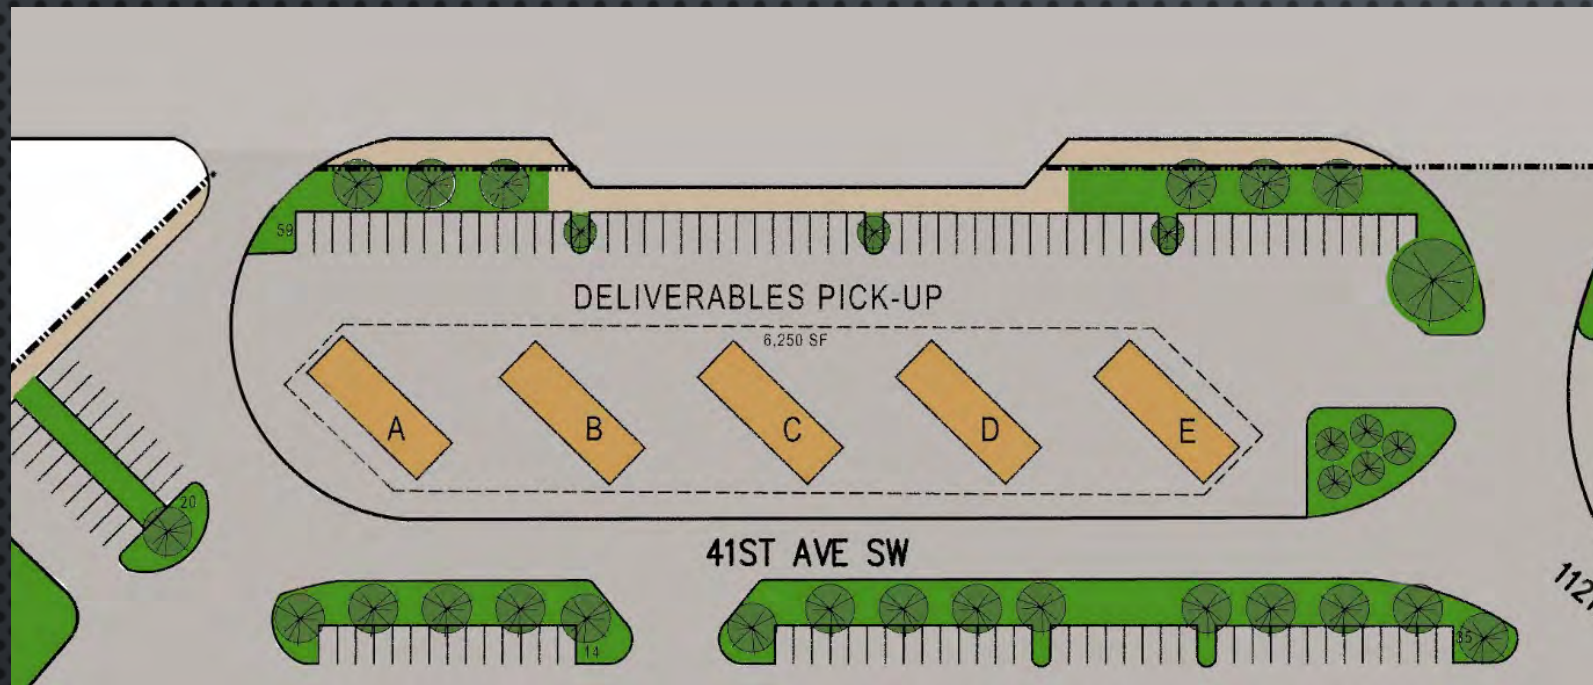 59
DELIVERABLES PICK-UP
6,250 SF
A B C D E
20
41ST AVE SW
14
35